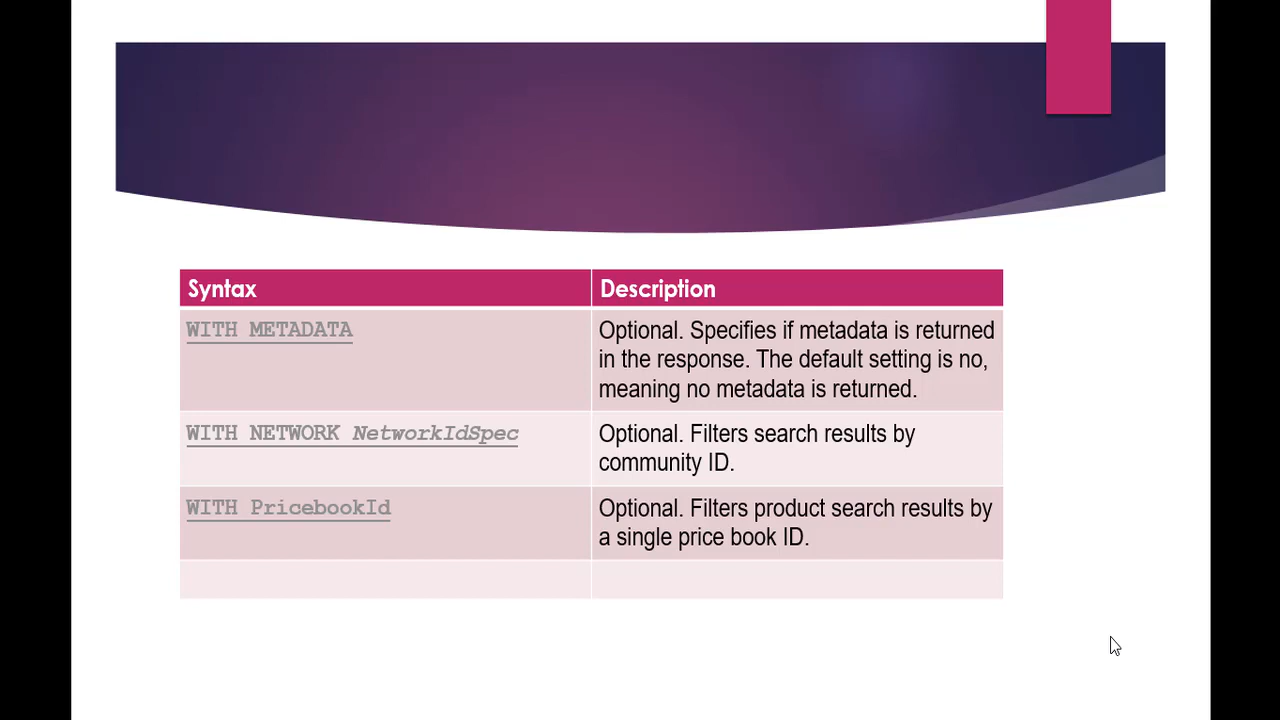 Syntax
Description
WITH METADATA
Optional. Specifies if metadata is returned
in the response. The default setting is no,
meaning no metadata is returned.
WITH NETWORK NetworkIdSpec
Optional. Filters search results by
community ID.
WITH PricebookId
Optional. Filters product search results by
a single price book ID.